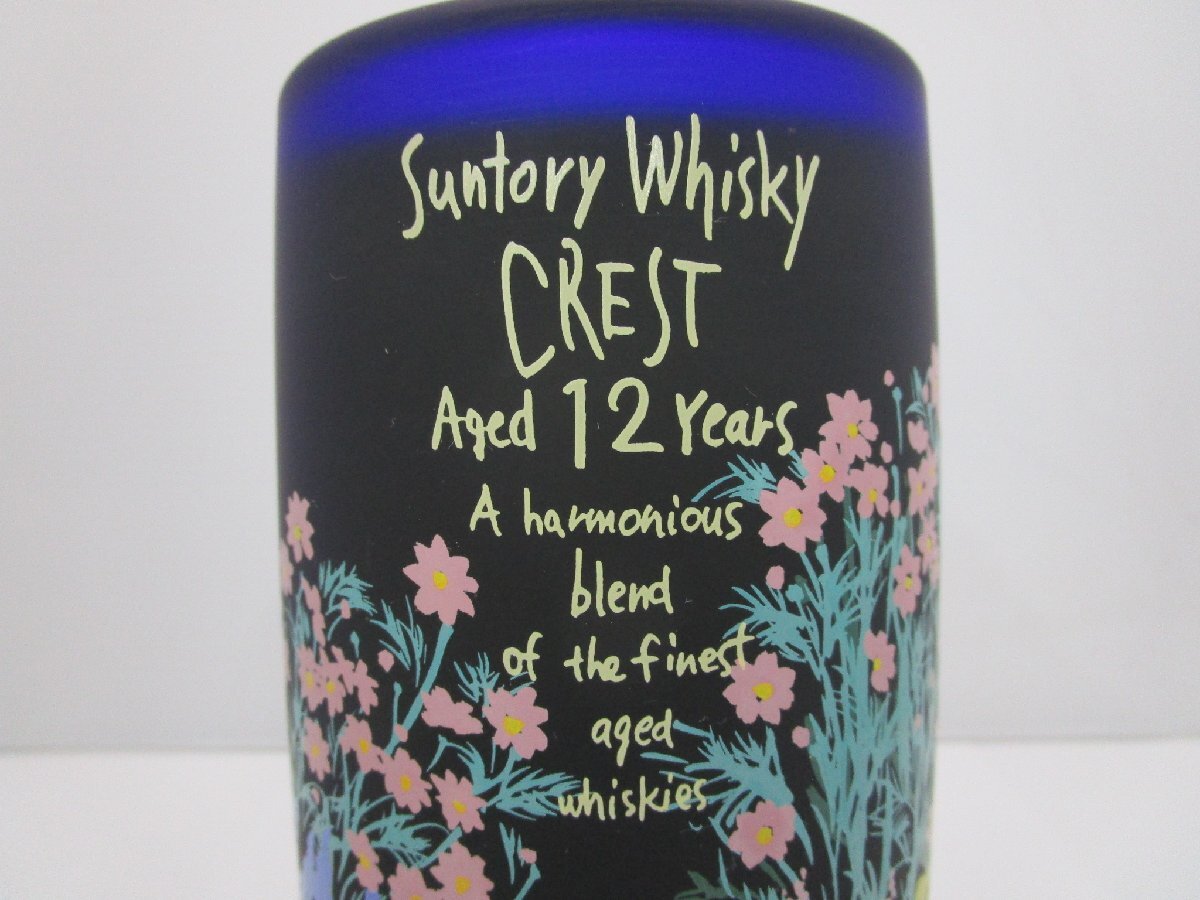 Suntory Whisky
CREST
Aged 12 Years
A harmonious
blend
of the finest
aged
whiskies